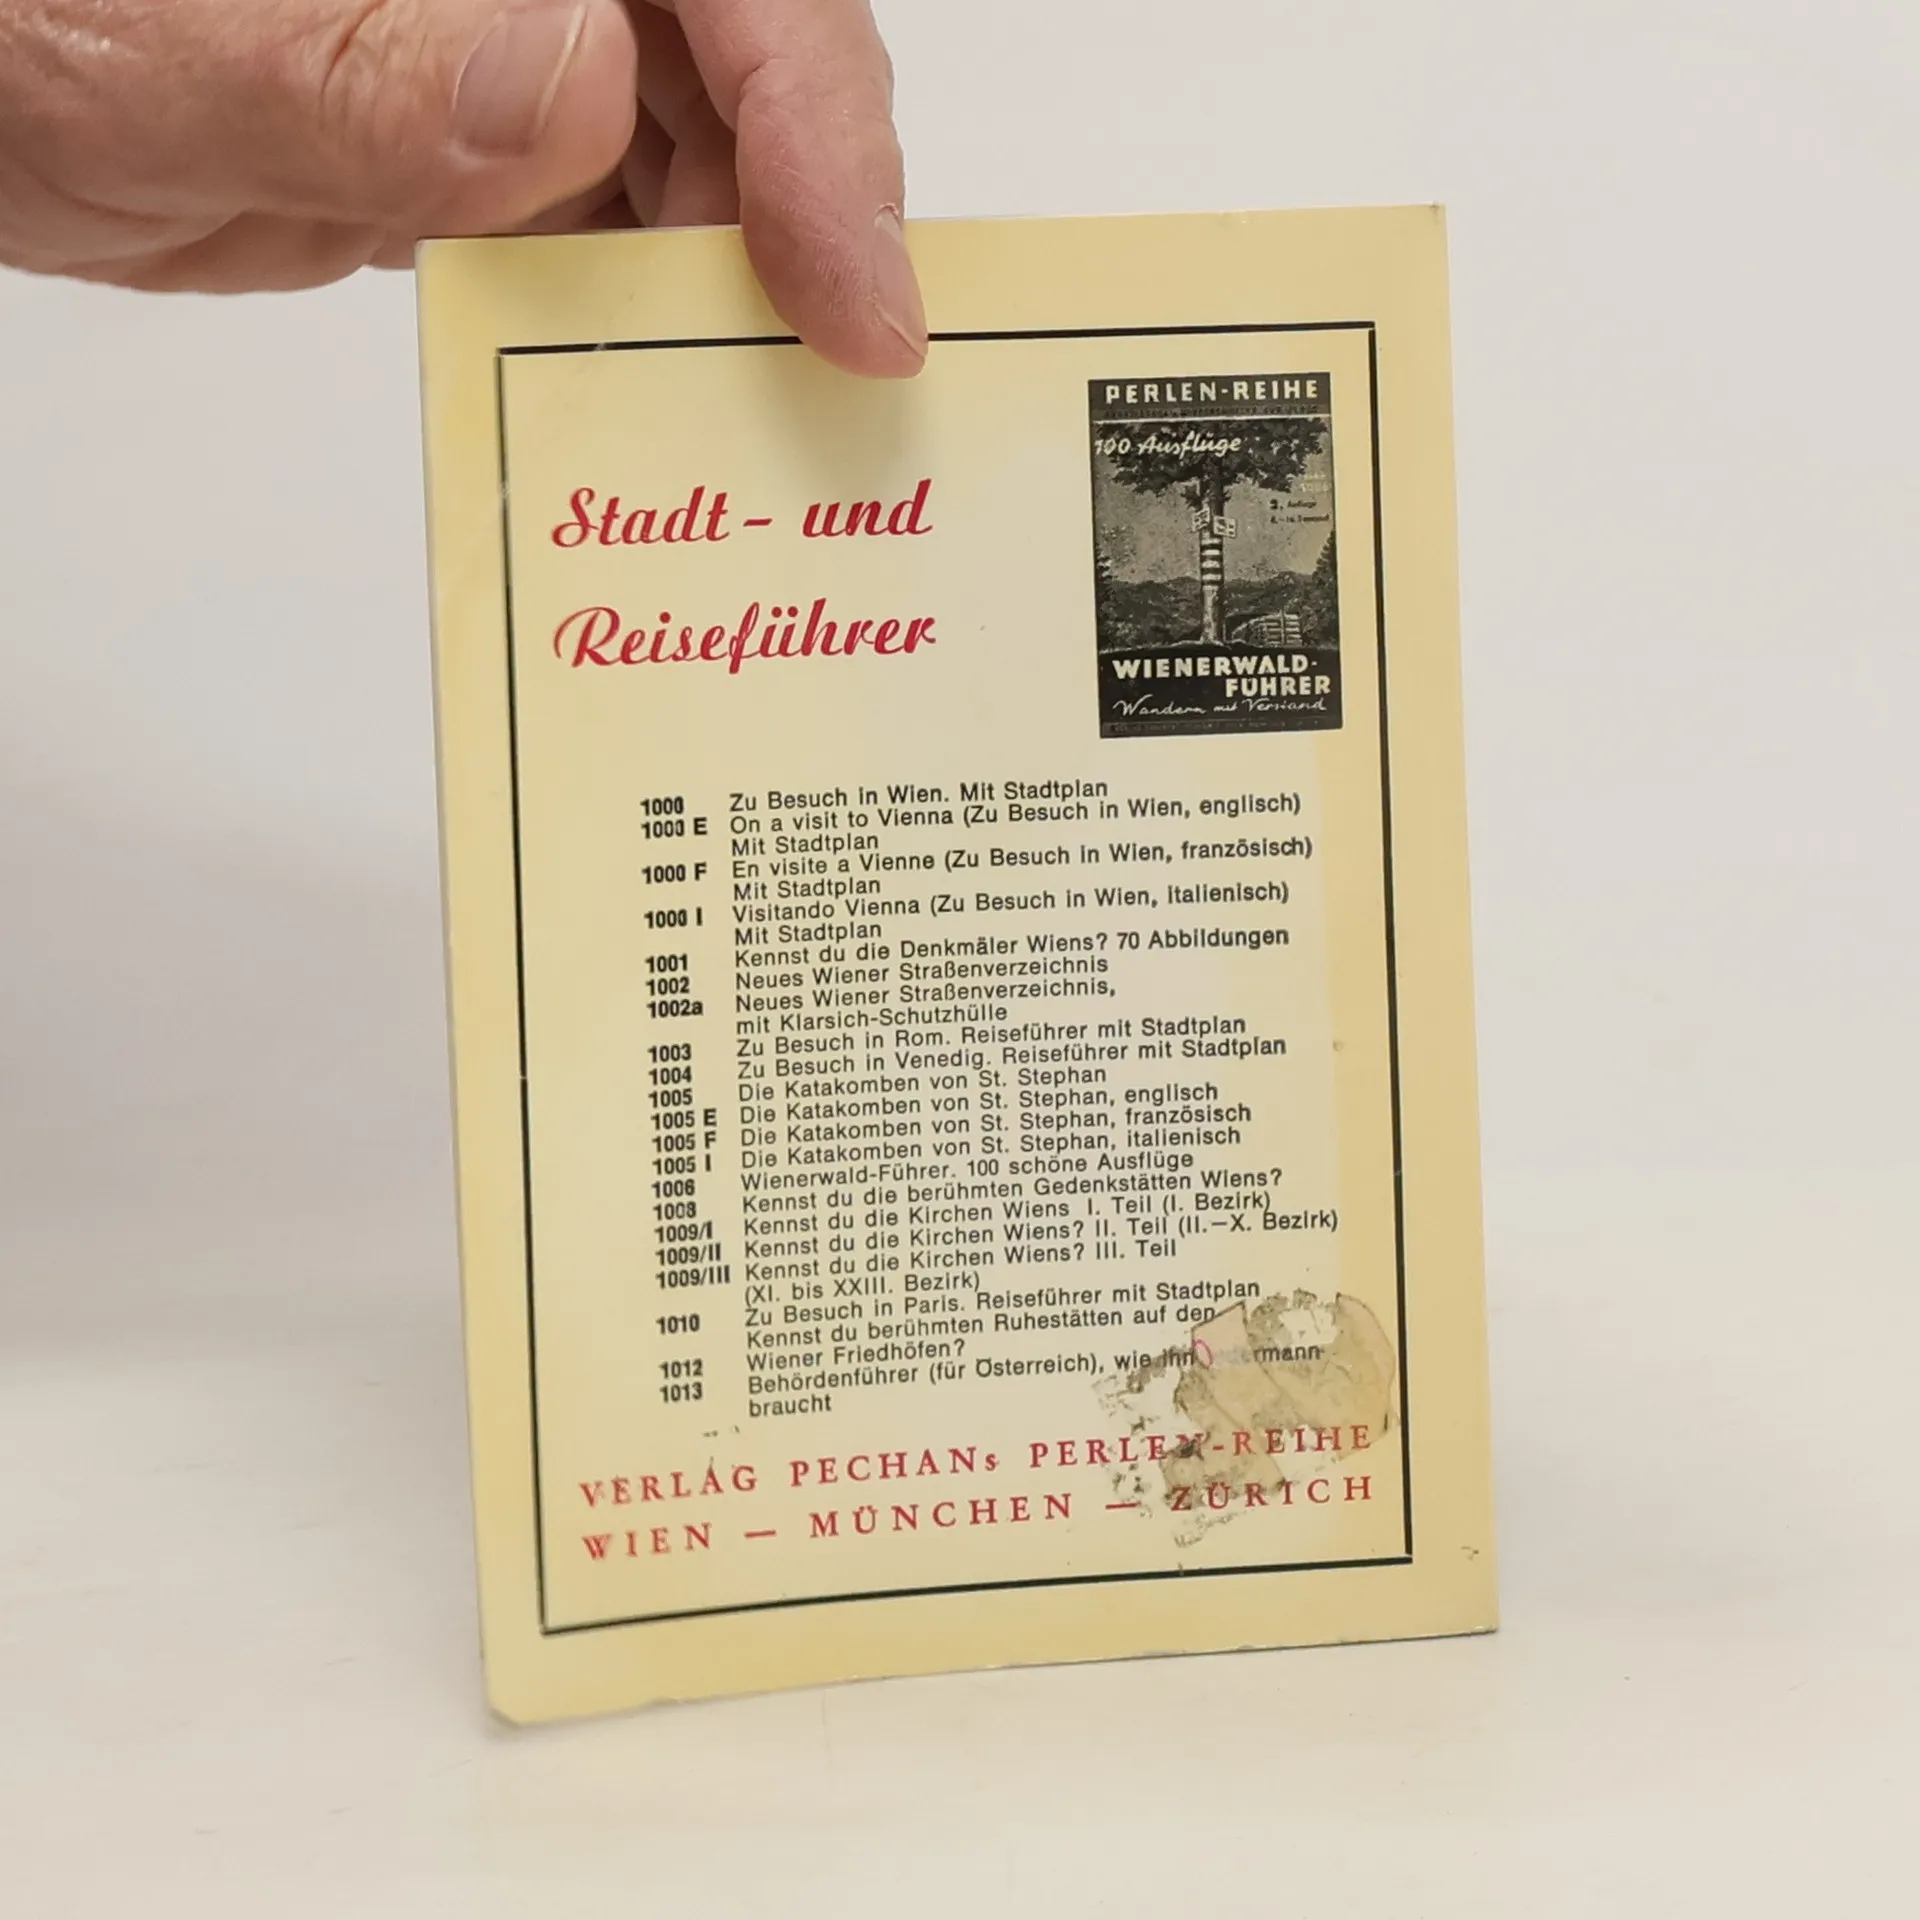 PERLEN-REIHE
100 Ausflüge
2. Auflage
WIENERWALD-
FÜHRER
Wandern mit Verstand
Stadt- und
Reiseführer
1000 Zu Besuch in Wien. Mit Stadtplan
1000 E On a visit to Vienna (Zu Besuch in Wien, englisch)
Mit Stadtplan
1000 F En visite a Vienne (Zu Besuch in Wien, französisch)
Mit Stadtplan
1000 I Visitando Vienna (Zu Besuch in Wien, italienisch)
Mit Stadtplan
1001 Kennst du die Denkmäler Wiens? 70 Abbildungen
1002 Neues Wiener Straßenverzeichnis
1002a Neues Wiener Straßenverzeichnis,
mit Klarsich-Schutzhülle
1003 Zu Besuch in Rom. Reiseführer mit Stadtplan
1004 Zu Besuch in Venedig. Reiseführer mit Stadtplan
1005 Die Katakomben von St. Stephan
1005 E Die Katakomben von St. Stephan, englisch
1005 F Die Katakomben von St. Stephan, französisch
1005 I Die Katakomben von St. Stephan, italienisch
1006 Wienerwald-Führer. 100 schöne Ausflüge
1008 Kennst du die berühmten Gedenkstätten Wiens?
1009/I Kennst du die Kirchen Wiens I. Teil (I. Bezirk)
1009/II Kennst du die Kirchen Wiens? II. Teil (II.—X. Bezirk)
1009/III Kennst du die Kirchen Wiens? III. Teil
(XI. bis XXIII. Bezirk)
1010 Zu Besuch in Paris. Reiseführer mit Stadtplan
Kennst du berühmten Ruhestätten auf den
1012 Wiener Friedhöfen?
1013 Behördenführer (für Österreich), wie ihn
braucht
VERLAG PECHANs PERLEN-REIHE
WIEN — MÜNCHEN — ZÜRICH